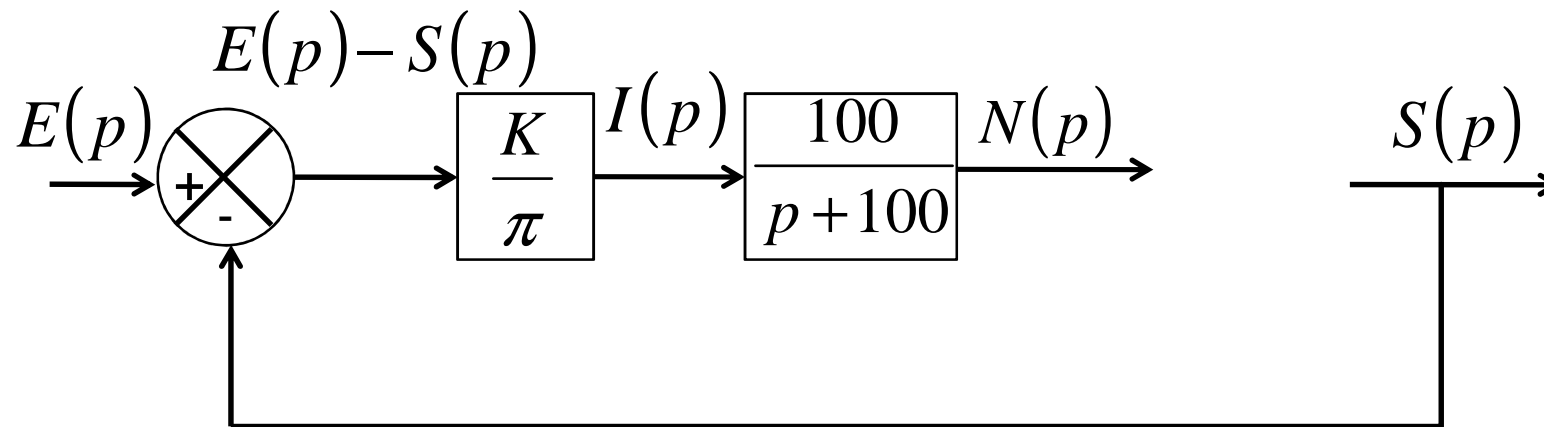 E(p)
E(p) − S(p)
+
-
K
π
I(p)
100
p + 100
N(p)
S(p)